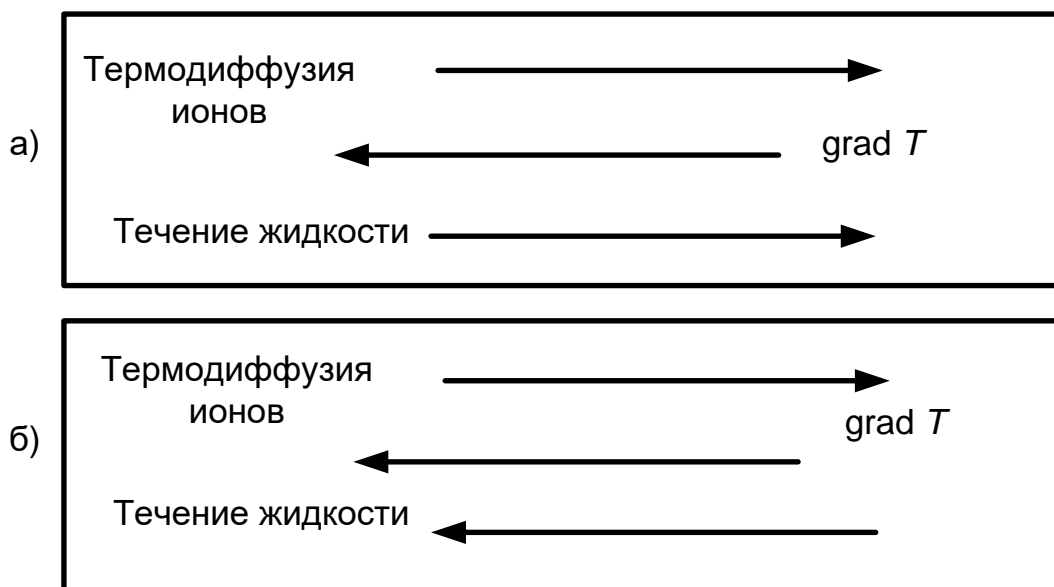 Термодиффузия
ионов
а)
grad T
Течение жидкости
Термодиффузия
ионов
б)
grad T
Течение жидкости